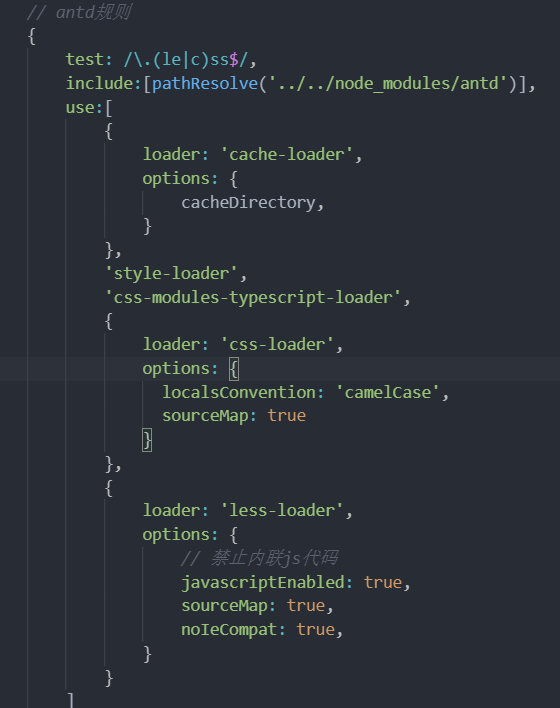 // antd规则
{
test: /\.(le|c)ss$/,
include:[pathResolve('../../node_modules/antd')],
use:[
{
loader: 'cache-loader',
options: {
cacheDirectory,
}
},
'style-loader',
'css-modules-typescript-loader',
{
loader: 'css-loader',
options: {
localsConvention: 'camelCase',
sourceMap: true
}
},
{
loader: 'less-loader',
options: {
// 禁止内联js代码
javascriptEnabled: true,
sourceMap: true,
noIeCompat: true,
}
}
]